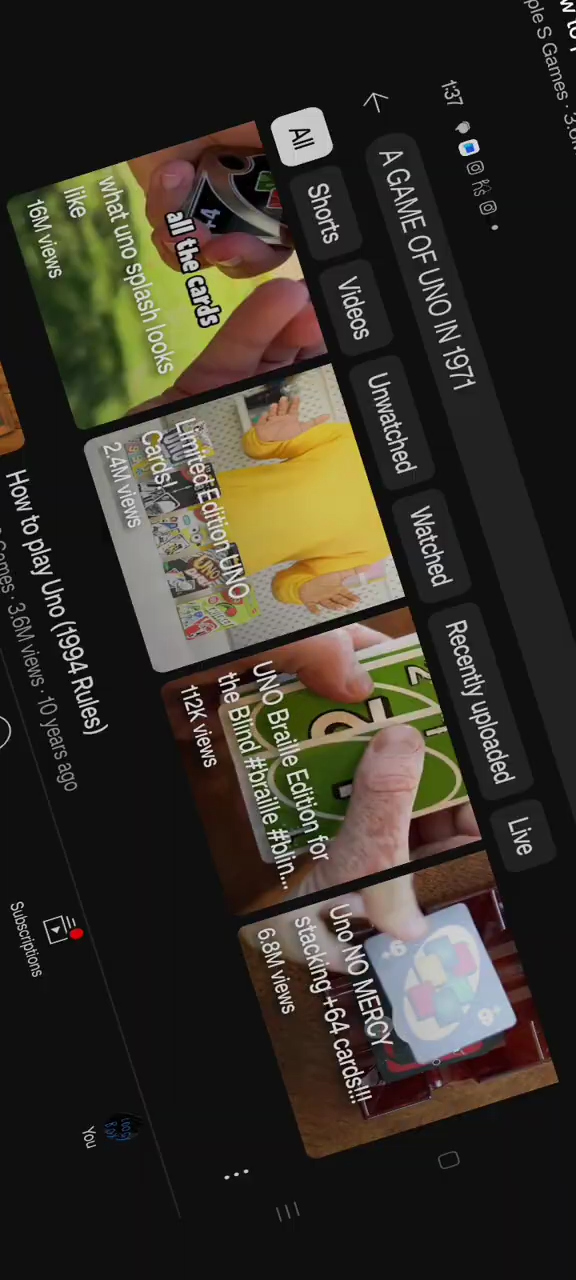 1:37
A GAME OF UNO IN 1971
All
Shorts
Videos
Unwatched
Watched
Recently uploaded
Live
all the cards
what uno splash looks
like
16M views
Limited Edition UNO
Cards!
2.4M views
UNO Braille Edition for
the Blind #braille #blin...
112K views
Uno NO MERCY
stacking +64 cards!!!
6.8M views
+6
How to play Uno (1994 Rules)
Games · 3.6M views · 10 years ago
Subscriptions
You